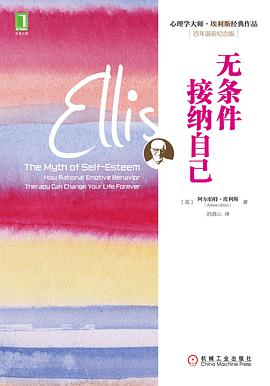 心理学大师·埃利斯经典作品
百年诞辰纪念版
Ellis
无条件
接纳自己
The Myth of Self-Esteem
How Rational Emotive Behavior
Therapy Can Change Your Life Forever
[美] 阿尔伯特·埃利斯 著
(Albert Ellis)
刘清山 译
机械工业出版社
China Machine Press